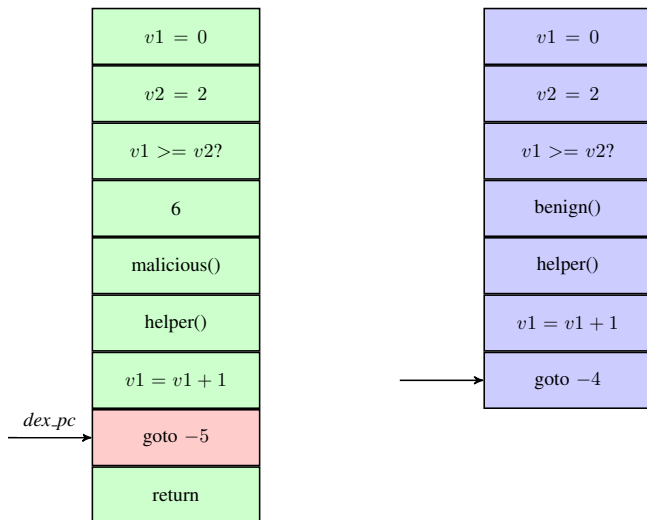 v1 = 0
v2 = 2
v1 >= v2?
6
malicious()
helper()
v1 = v1 + 1
dex_pc
goto −5
return
v1 = 0
v2 = 2
v1 >= v2?
benign()
helper()
v1 = v1 + 1
goto −4